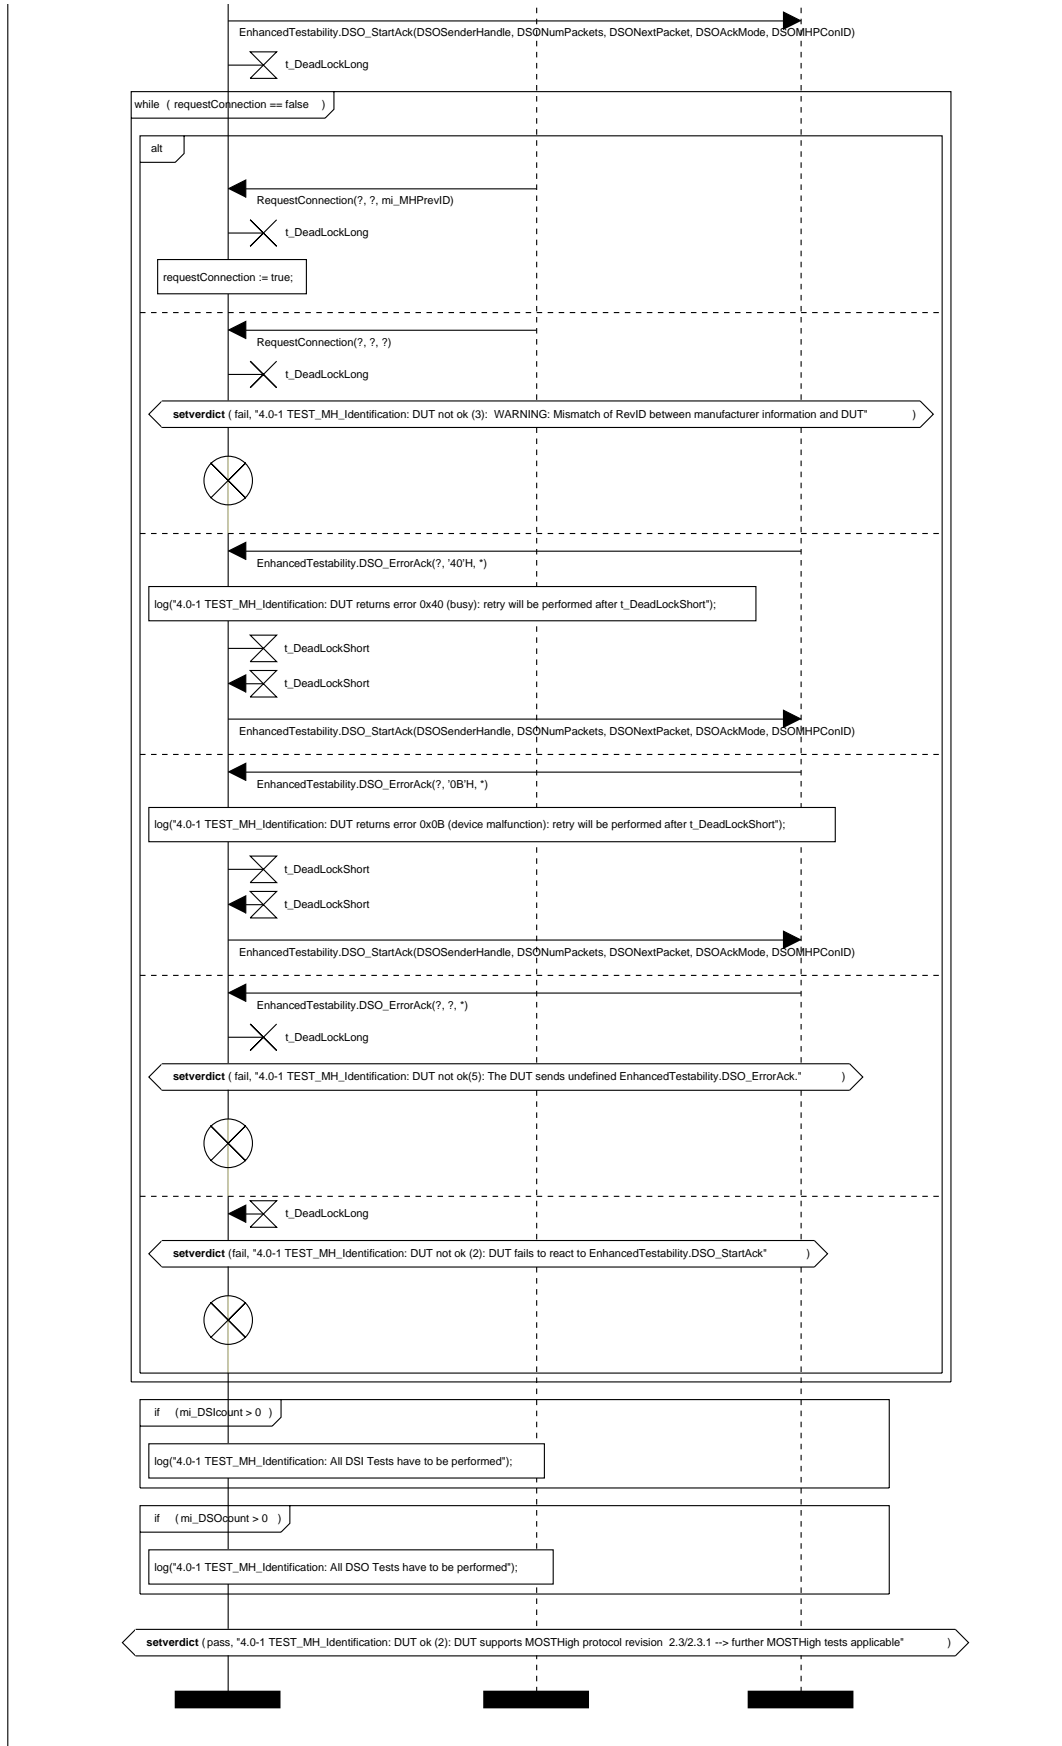 EnhancedTestability.DSO_StartAck(DSOSenderHandle, DSONumPackets, DSONextPacket, DSOAckMode, DSOMHPConID)
t_DeadLockLong
while ( requestConnection == false )
alt
RequestConnection(?, ?, mi_MHPrevID)
t_DeadLockLong
requestConnection := true;
RequestConnection(?, ?, ?)
t_DeadLockLong
setverdict ( fail, "4.0-1 TEST_MH_Identification: DUT not ok (3): WARNING: Mismatch of RevID between manufacturer information and DUT" )
EnhancedTestability.DSO_ErrorAck(?, '40'H, *)
log("4.0-1 TEST_MH_Identification: DUT returns error 0x40 (busy): retry will be performed after t_DeadLockShort");
t_DeadLockShort
t_DeadLockShort
EnhancedTestability.DSO_StartAck(DSOSenderHandle, DSONumPackets, DSONextPacket, DSOAckMode, DSOMHPConID)
EnhancedTestability.DSO_ErrorAck(?, '0B'H, *)
log("4.0-1 TEST_MH_Identification: DUT returns error 0x0B (device malfunction): retry will be performed after t_DeadLockShort");
t_DeadLockShort
t_DeadLockShort
EnhancedTestability.DSO_StartAck(DSOSenderHandle, DSONumPackets, DSONextPacket, DSOAckMode, DSOMHPConID)
EnhancedTestability.DSO_ErrorAck(?, ?, *)
t_DeadLockLong
setverdict ( fail, "4.0-1 TEST_MH_Identification: DUT not ok(5): The DUT sends undefined EnhancedTestability.DSO_ErrorAck." )
t_DeadLockLong
setverdict (fail, "4.0-1 TEST_MH_Identification: DUT not ok (2): DUT fails to react to EnhancedTestability.DSO_StartAck" )
if (mi_DSIcount > 0 )
log("4.0-1 TEST_MH_Identification: All DSI Tests have to be performed");
if (mi_DSOcount > 0 )
log("4.0-1 TEST_MH_Identification: All DSO Tests have to be performed");
setverdict (pass, "4.0-1 TEST_MH_Identification: DUT ok (2): DUT supports MOSTHigh protocol revision 2.3/2.3.1 --> further MOSTHigh tests applicable" )